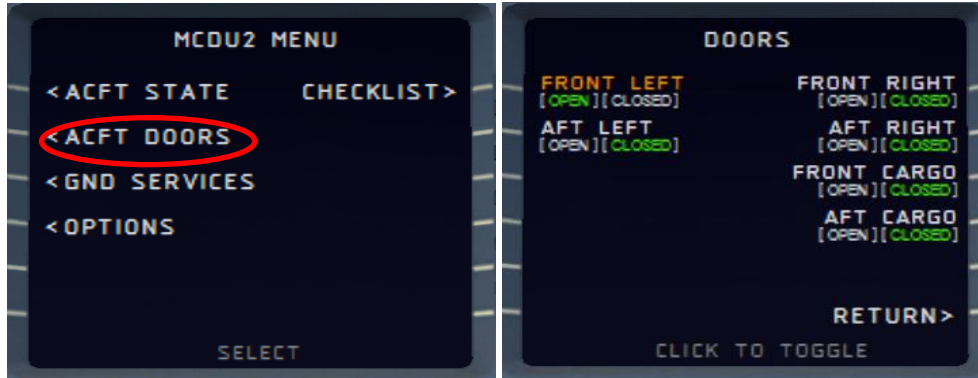 MCDU2 MENU
<ACFT STATE CHECKLIST>
<ACFT DOORS
<GND SERVICES
<OPTIONS
SELECT
DOORS
FRONT LEFT FRONT RIGHT
[OPEN][CLOSED] [OPEN][CLOSED]
AFT LEFT AFT RIGHT
[OPEN][CLOSED] [OPEN][CLOSED]
FRONT CARGO
[OPEN][CLOSED]
AFT CARGO
[OPEN][CLOSED]
RETURN>
CLICK TO TOGGLE